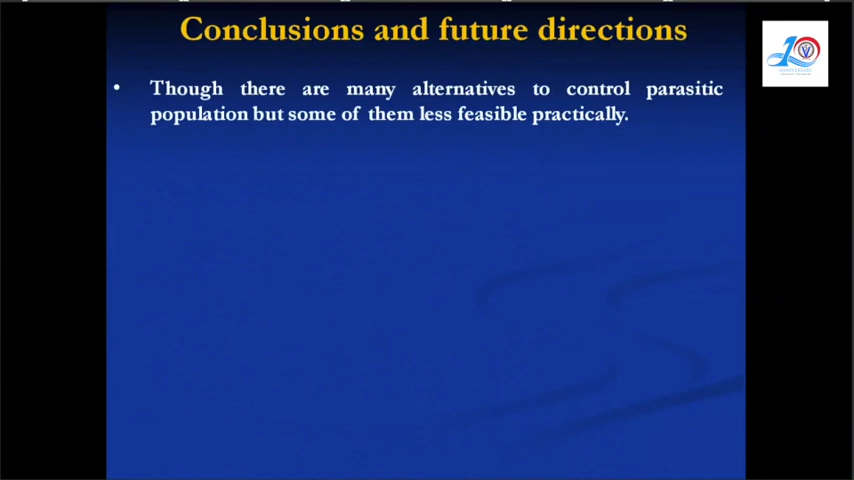 Conclusions and future directions
• Though there are many alternatives to control parasitic
population but some of them less feasible practically.
10